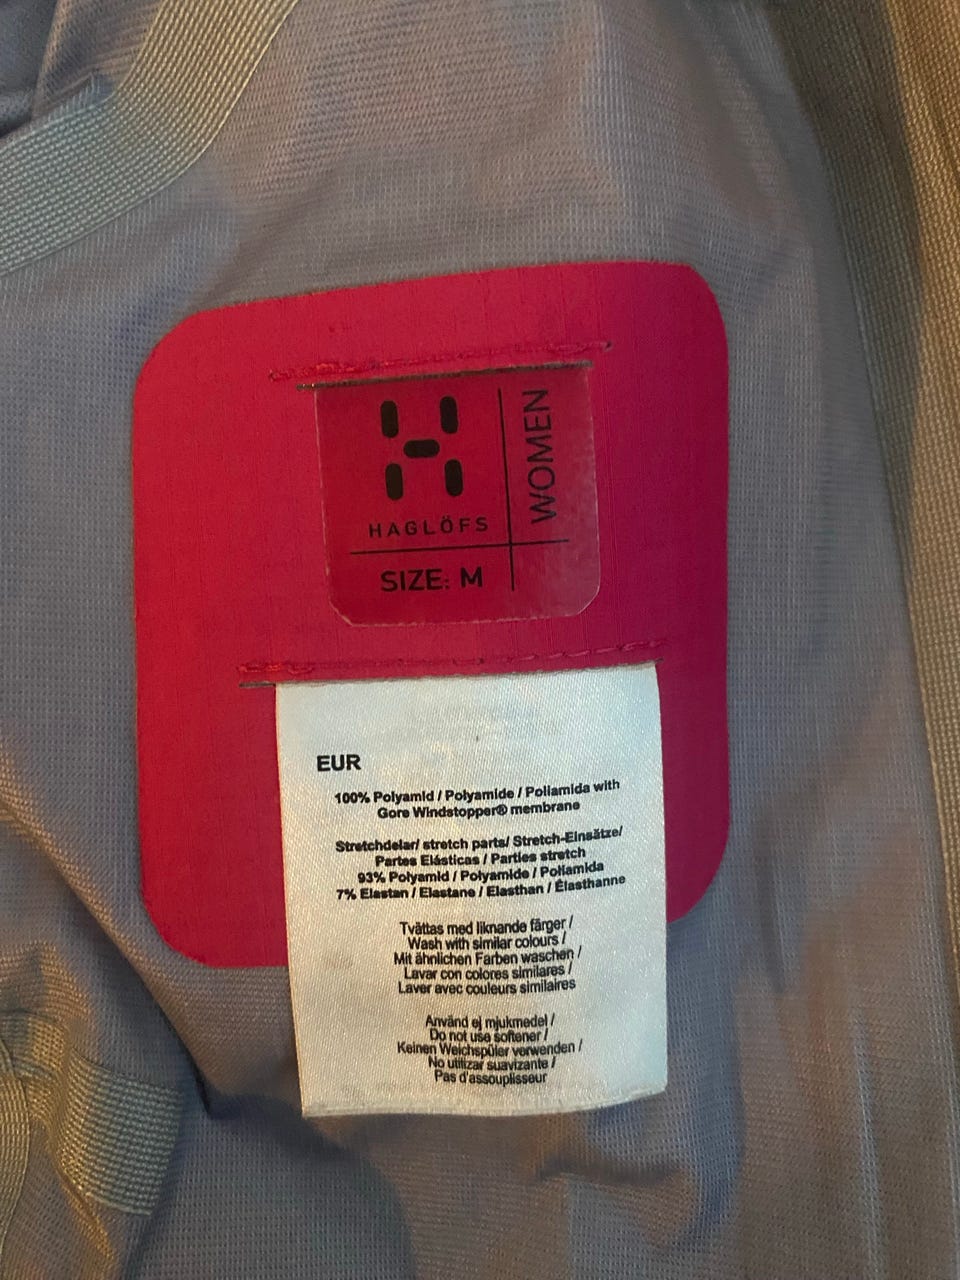 HAGLÖFS
WOMEN
SIZE: M
EUR
100% Polyamid / Polyamide / Poliamida with
Gore Windstopper® membrane
Stretchdelar/ stretch parts/ Stretch-Einsätze/
Partes Elásticas / Parties stretch
93% Polyamid / Polyamide / Poliamida
7% Elastan / Elastane / Elasthan / Élasthanne
Tvättas med liknande färger /
Wash with similar colours /
Mit ähnlichen Farben waschen /
Lavar con colores similares /
Laver avec couleurs similaires
Använd ej mjukmedel /
Do not use softener /
Keinen Weichspüler verwenden /
No utilizar suavizante /
Pas d'assouplisseur